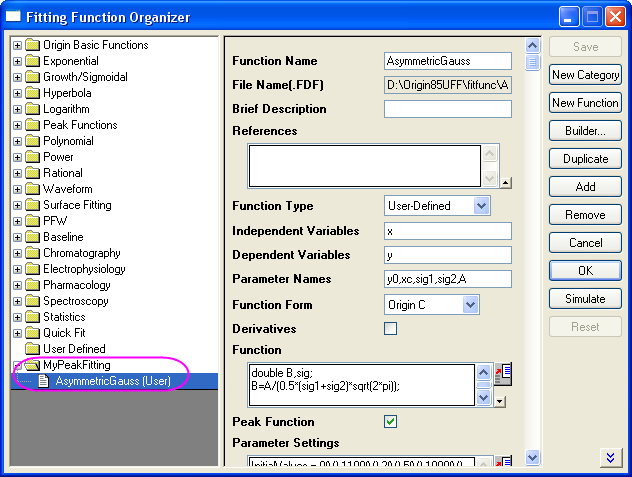 Fitting Function Organizer
Origin Basic Functions
Exponential
Growth/Sigmoidal
Hyperbola
Logarithm
Peak Functions
Polynomial
Power
Rational
Waveform
Surface Fitting
PFW
Baseline
Chromatography
Electrophysiology
Pharmacology
Spectroscopy
Statistics
Quick Fit
User Defined
MyPeakFitting
AsymmetricGauss (User)
Function Name AsymmetricGauss
File Name(.FDF) D:\Origin85UFF\fitfunc\A
Brief Description
References
Function Type User-Defined
Independent Variables x
Dependent Variables y
Parameter Names y0,xc,sig1,sig2,A
Function Form Origin C
Derivatives
Function
double B,sig;
B=A/(0.5*(sig1+sig2)*sqrt(2*pi));
Peak Function
Parameter Settings
Save
New Category
New Function
Builder...
Duplicate
Add
Remove
Cancel
OK
Simulate
Reset